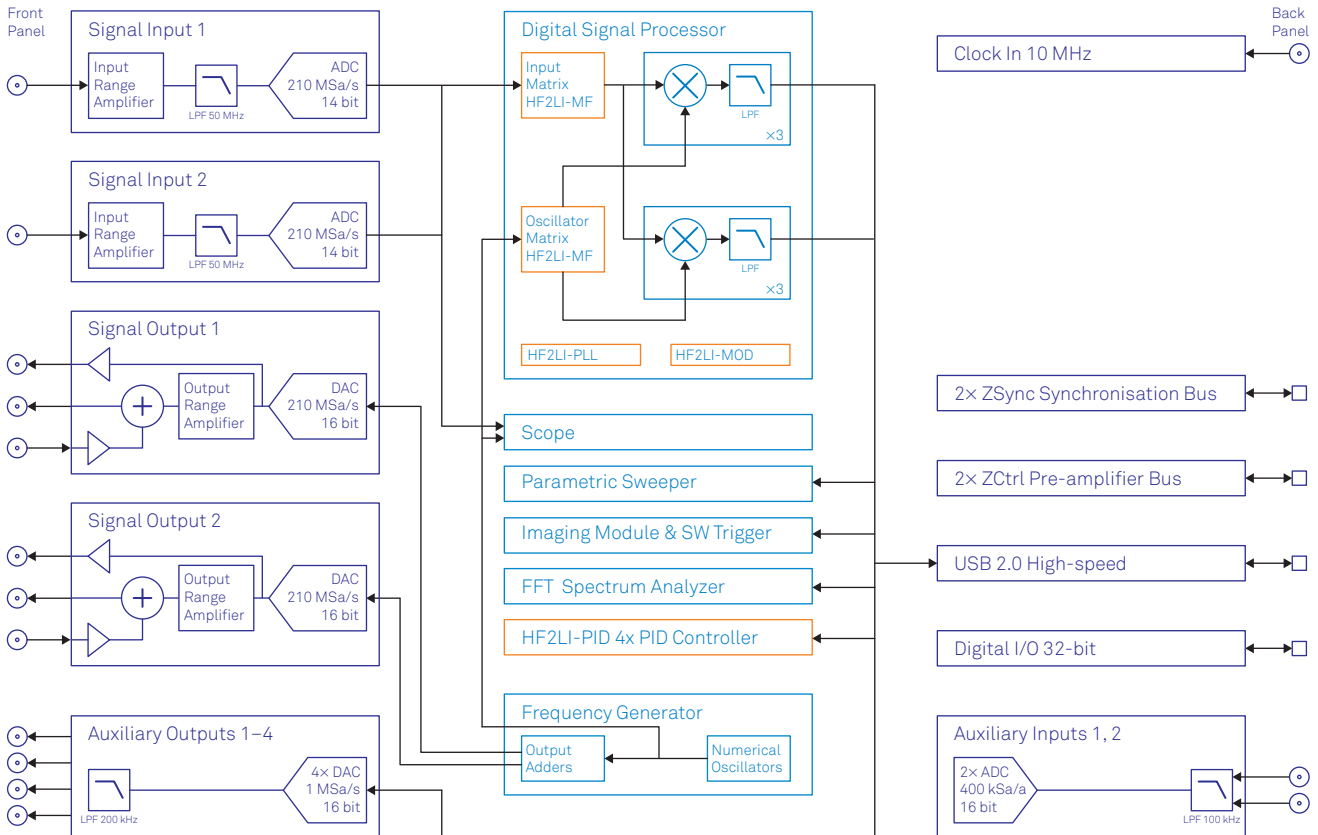 Front
Panel
Signal Input 1
Input
Range
Amplifier
LPF 50 MHz
ADC
210 MSa/s
14 bit
Signal Input 2
Input
Range
Amplifier
LPF 50 MHz
ADC
210 MSa/s
14 bit
Signal Output 1
Output
Range
Amplifier
DAC
210 MSa/s
16 bit
+
Signal Output 2
Output
Range
Amplifier
DAC
210 MSa/s
16 bit
+
Auxiliary Outputs 1–4
LPF 200 kHz
4× DAC
1 MSa/s
16 bit
Digital Signal Processor
Input
Matrix
HF2LI-MF
LPF
×3
Oscillator
Matrix
HF2LI-MF
LPF
×3
HF2LI-PLL
HF2LI-MOD
Scope
Parametric Sweeper
Imaging Module & SW Trigger
FFT Spectrum Analyzer
HF2LI-PID 4x PID Controller
Frequency Generator
Output
Adders
Numerical
Oscillators
Back
Panel
Clock In 10 MHz
2× ZSync Synchronisation Bus
2× ZCtrl Pre-amplifier Bus
USB 2.0 High-speed
Digital I/O 32-bit
Auxiliary Inputs 1, 2
2× ADC
400 kSa/a
16 bit
LPF 100 kHz